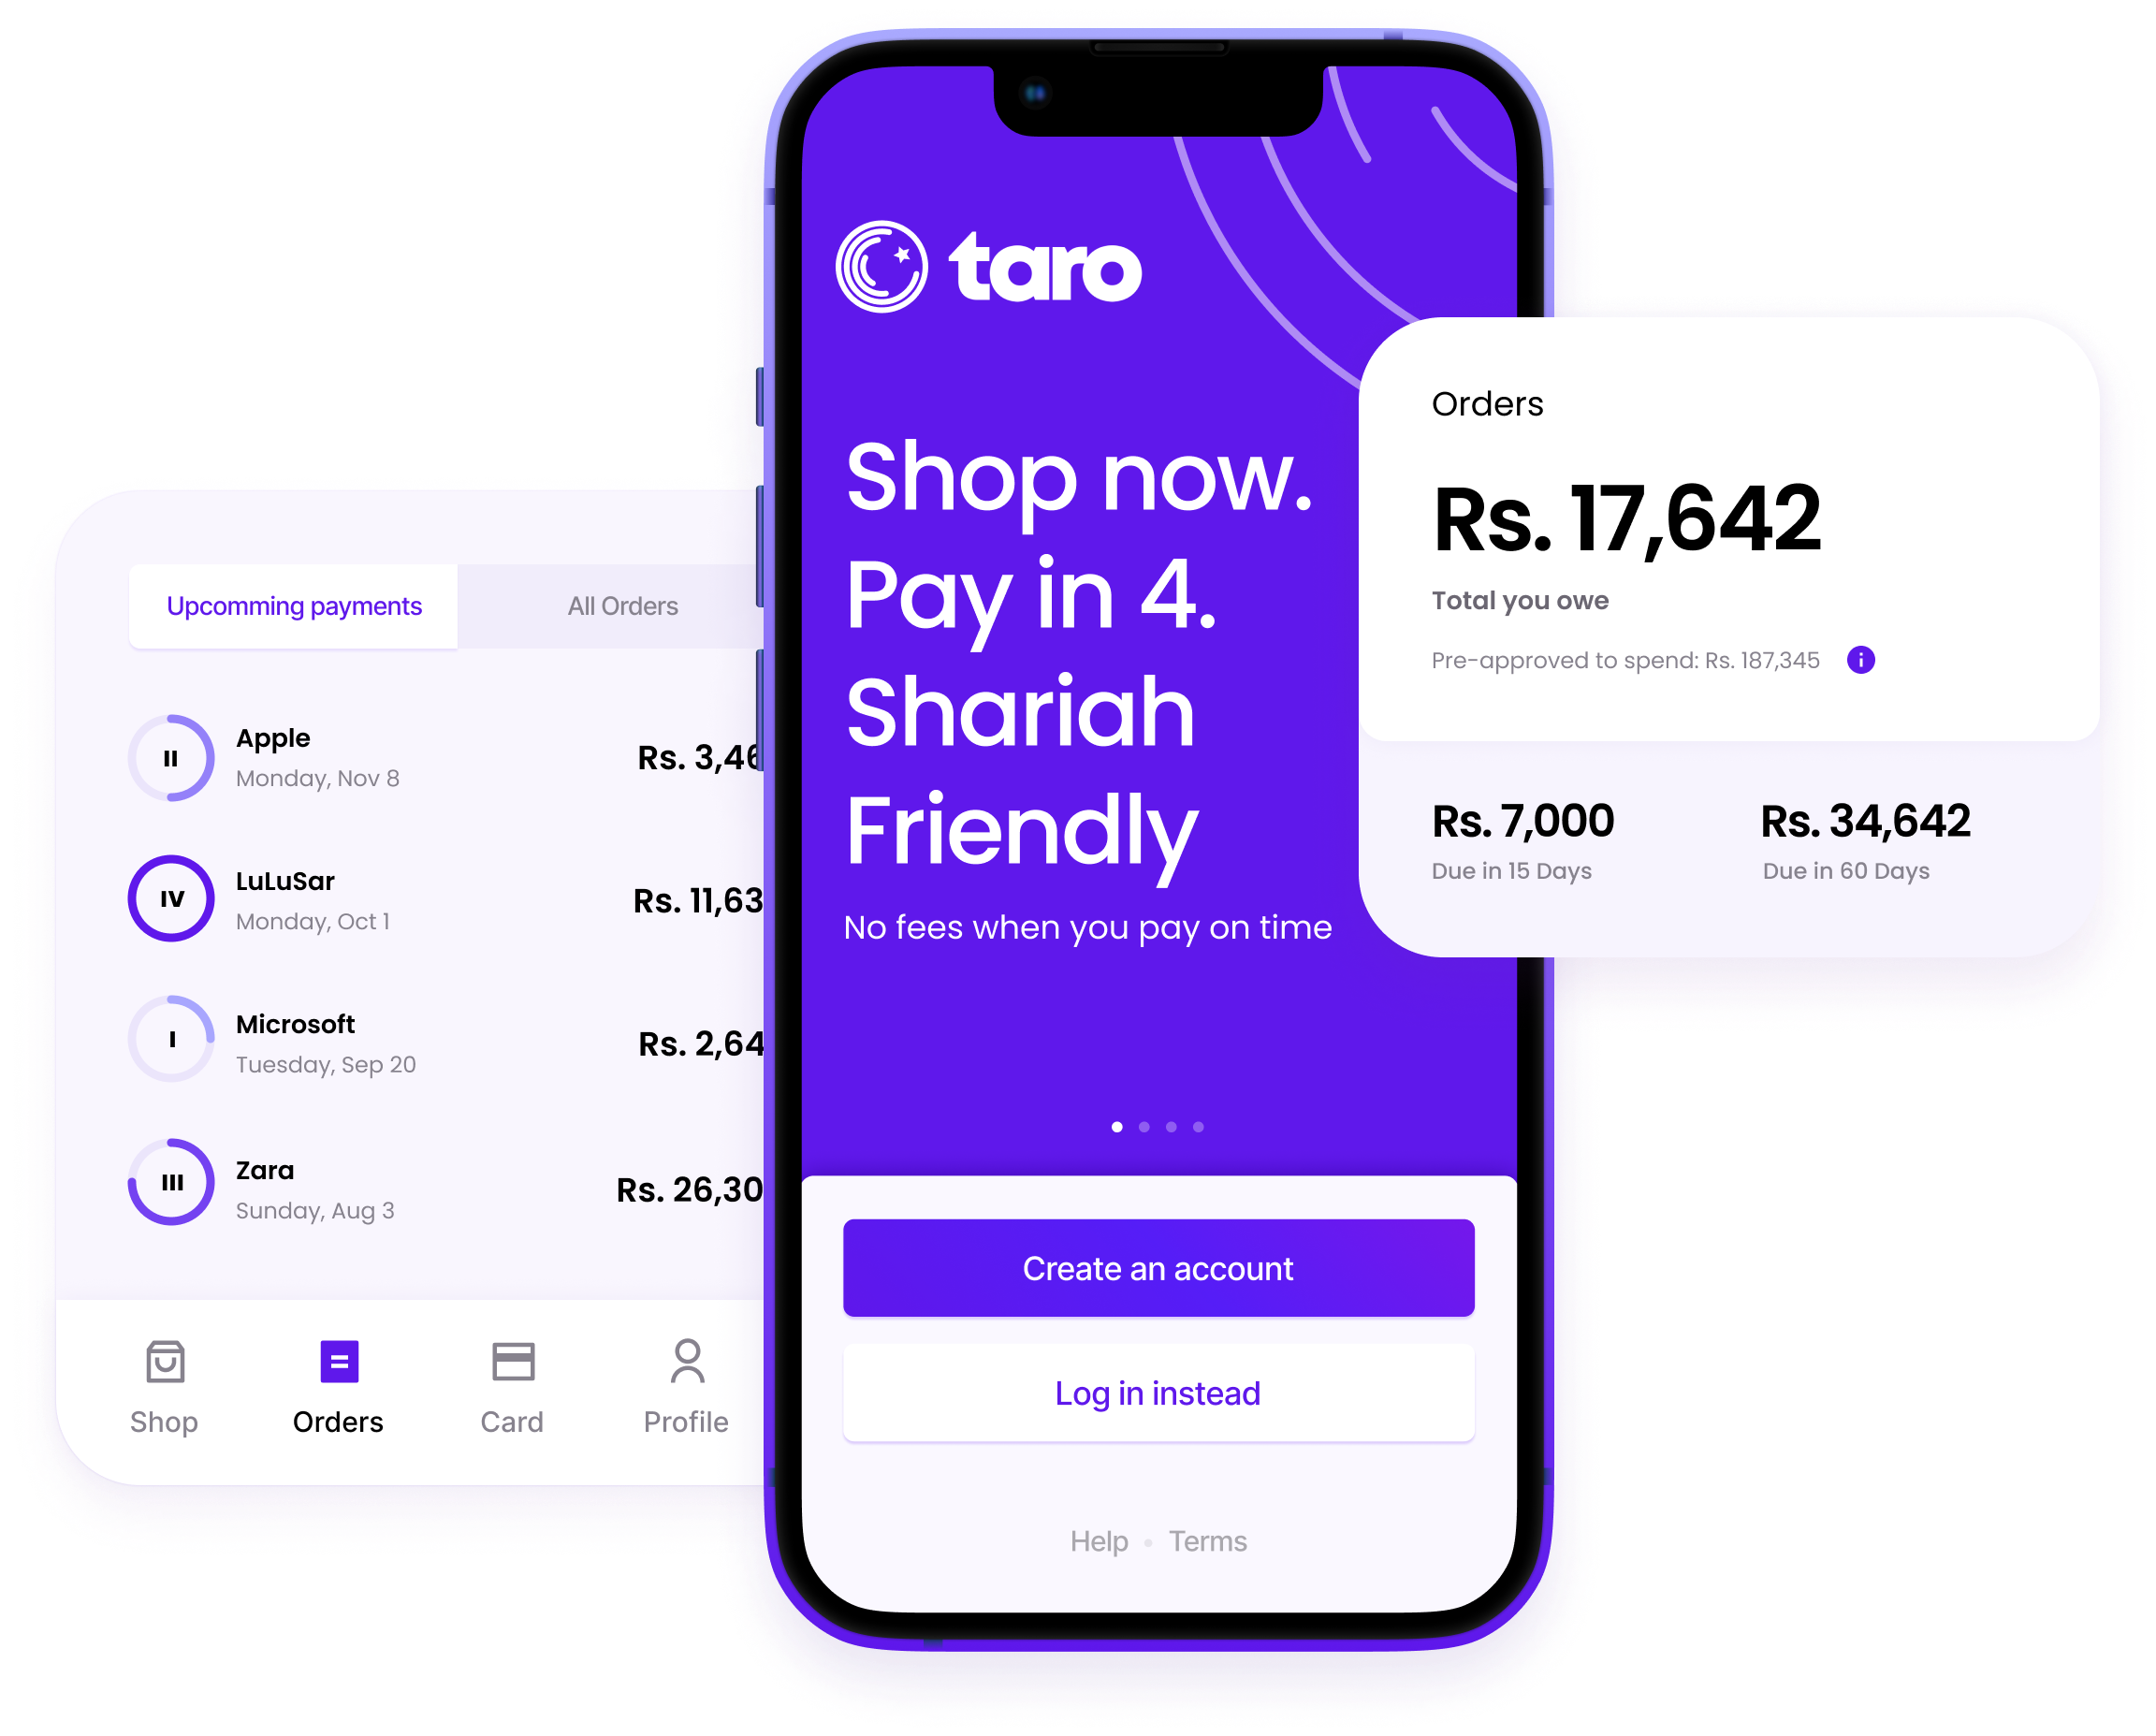 taro
Shop now.
Pay in 4.
Shariah
Friendly
No fees when you pay on time
Create an account
Log in instead
Help • Terms
Upcomming payments
All Orders
II
Apple
Monday, Nov 8
Rs. 3,46
IV
LuLuSar
Monday, Oct 1
Rs. 11,63
I
Microsoft
Tuesday, Sep 20
Rs. 2,64
III
Zara
Sunday, Aug 3
Rs. 26,30
Shop
Orders
Card
Profile
Orders
Rs. 17,642
Total you owe
Pre-approved to spend: Rs. 187,345 i
Rs. 7,000
Due in 15 Days
Rs. 34,642
Due in 60 Days